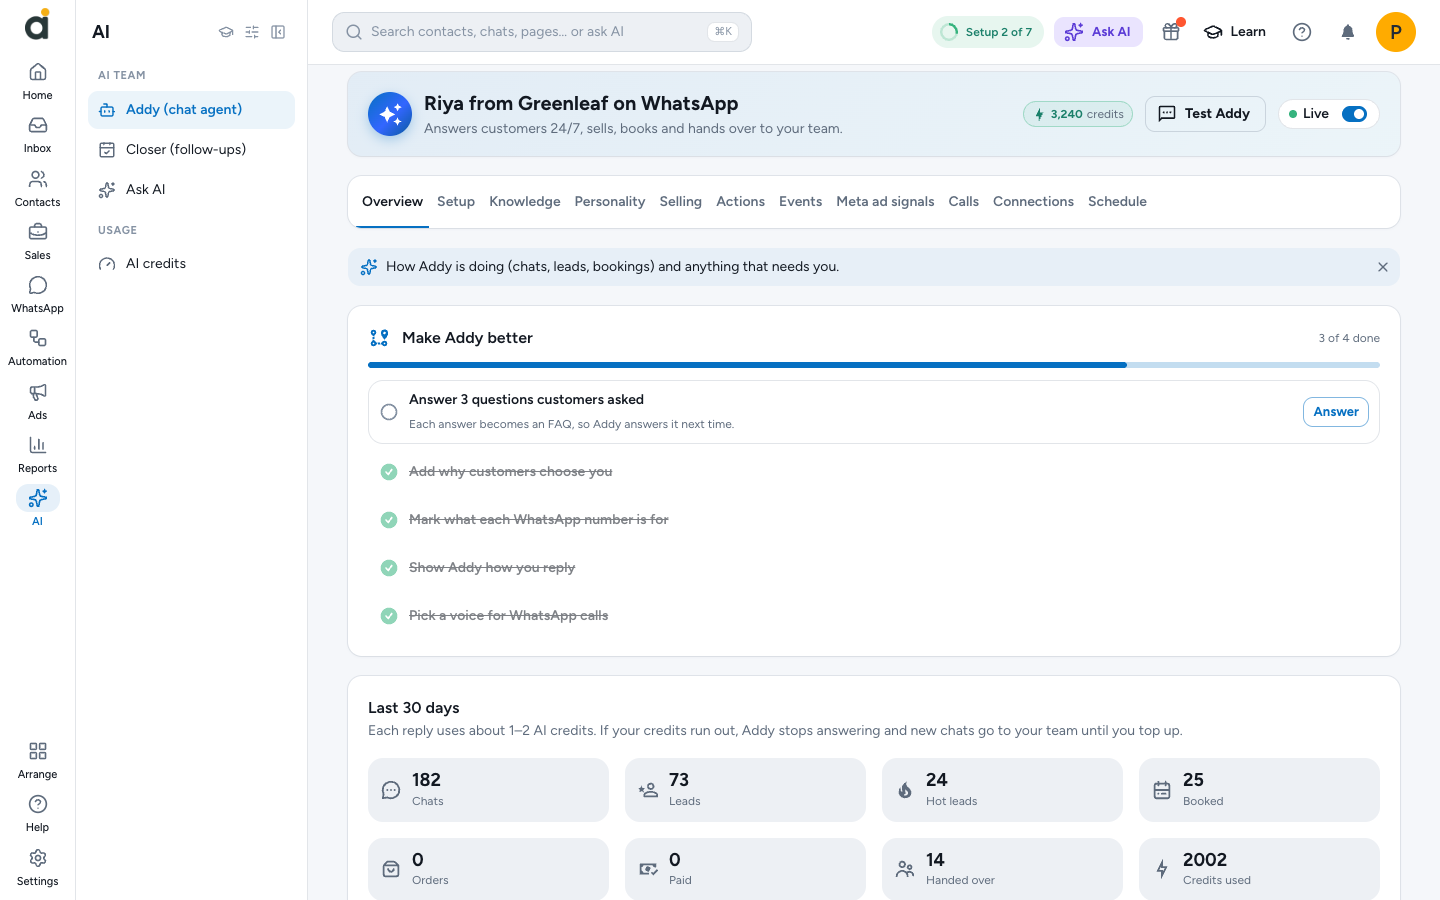 AI
Search contacts, chats, pages... or ask AI
⌘K
Setup 2 of 7
Ask AI
Learn
P
Home
Inbox
Contacts
Sales
WhatsApp
Automation
Ads
Reports
AI
Arrange
Help
Settings
AI TEAM
Addy (chat agent)
Closer (follow-ups)
Ask AI
USAGE
AI credits
Riya from Greenleaf on WhatsApp
Answers customers 24/7, sells, books and hands over to your team.
3,240 credits
Test Addy
Live
Overview Setup Knowledge Personality Selling Actions Events Meta ad signals Calls Connections Schedule
How Addy is doing (chats, leads, bookings) and anything that needs you.
Make Addy better
3 of 4 done
Answer 3 questions customers asked
Each answer becomes an FAQ, so Addy answers it next time.
Answer
Add why customers choose you
Mark what each WhatsApp number is for
Show Addy how you reply
Pick a voice for WhatsApp calls
Last 30 days
Each reply uses about 1–2 AI credits. If your credits run out, Addy stops answering and new chats go to your team until you top up.
182
Chats
73
Leads
24
Hot leads
25
Booked
0
Orders
0
Paid
14
Handed over
2002
Credits used